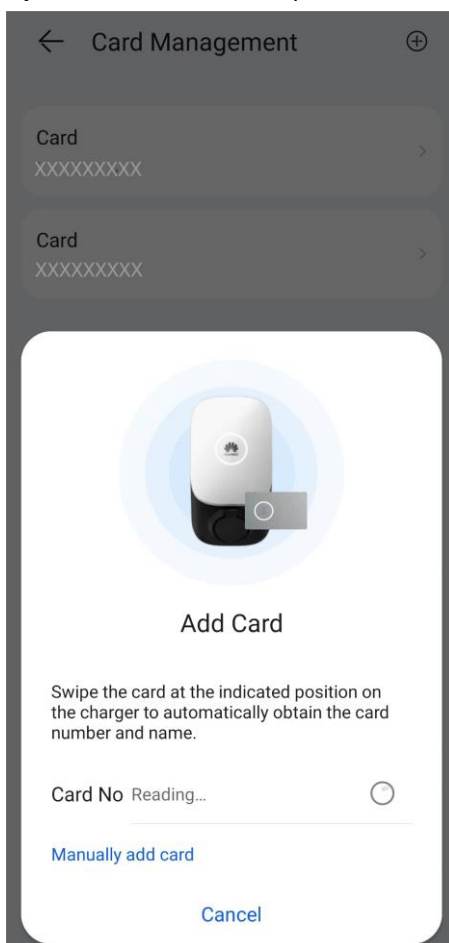 Card Management
Card
XXXXXXXXX
Card
XXXXXXXXX
Add Card
Swipe the card at the indicated position on
the charger to automatically obtain the card
number and name.
Card No Reading...
Manually add card
Cancel